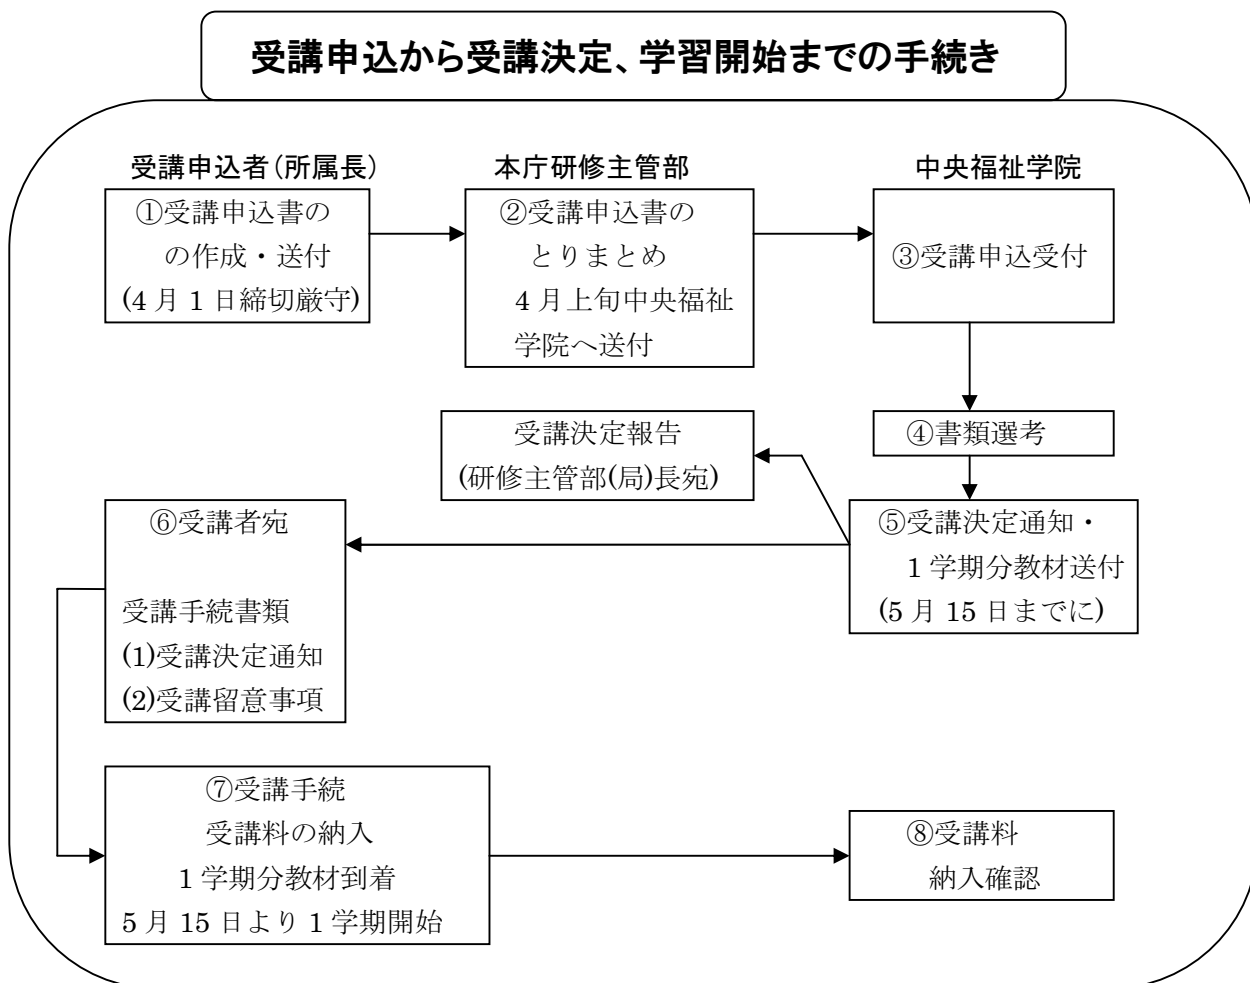 受講申込から受講決定、学習開始までの手続き
受講申込者（所属長）
本庁研修主管部
中央福祉学院
①受講申込書の
の作成・送付
(4月1日締切厳守)
②受講申込書の
とりまとめ
4月上旬中央福祉
学院へ送付
③受講申込受付
④書類選考
受講決定報告
(研修主管部(局)長宛)
⑤受講決定通知・
1学期分教材送付
(5月15日までに)
⑥受講者宛
受講手続書類
(1)受講決定通知
(2)受講留意事項
⑦受講手続
受講料の納入
1学期分教材到着
5月15日より1学期開始
⑧受講料
納入確認